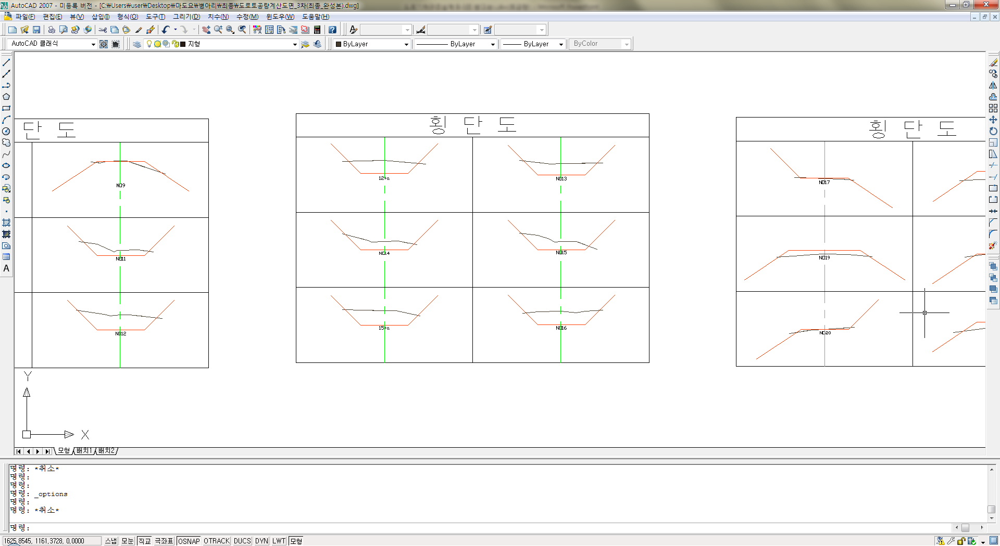 AutoCAD 2007 - 미등록 버전 - [C:₩Users₩user₩Desktop₩마도요₩병아리₩최종₩도로토공량계산도면_3차(최종_완성본).dwg]
파일(F) 편집(E) 뷰(V) 삽입(I) 형식(O) 도구(T) 그리기(D) 치수(N) 수정(M) 윈도우(W) 도움말(H)
AutoCAD 클래식 지형 ByLayer ByLayer ByLayer ByColor
단 도
횡 단 도
횡 단 도
NO9
NO11
NO12
12+a
NO13
NO14
NO15
15+a
NO16
NO17
NO19
NO20
Y
X
모형 배치1 배치2
명령: *취소*
명령:
명령:
명령: _options
명령:
명령: *취소*
명령:
1625,8545, 1161,3728, 0,0000 스냅 모눈 직교 극좌표 OSNAP OTRACK DUCS DYN LWT 모형